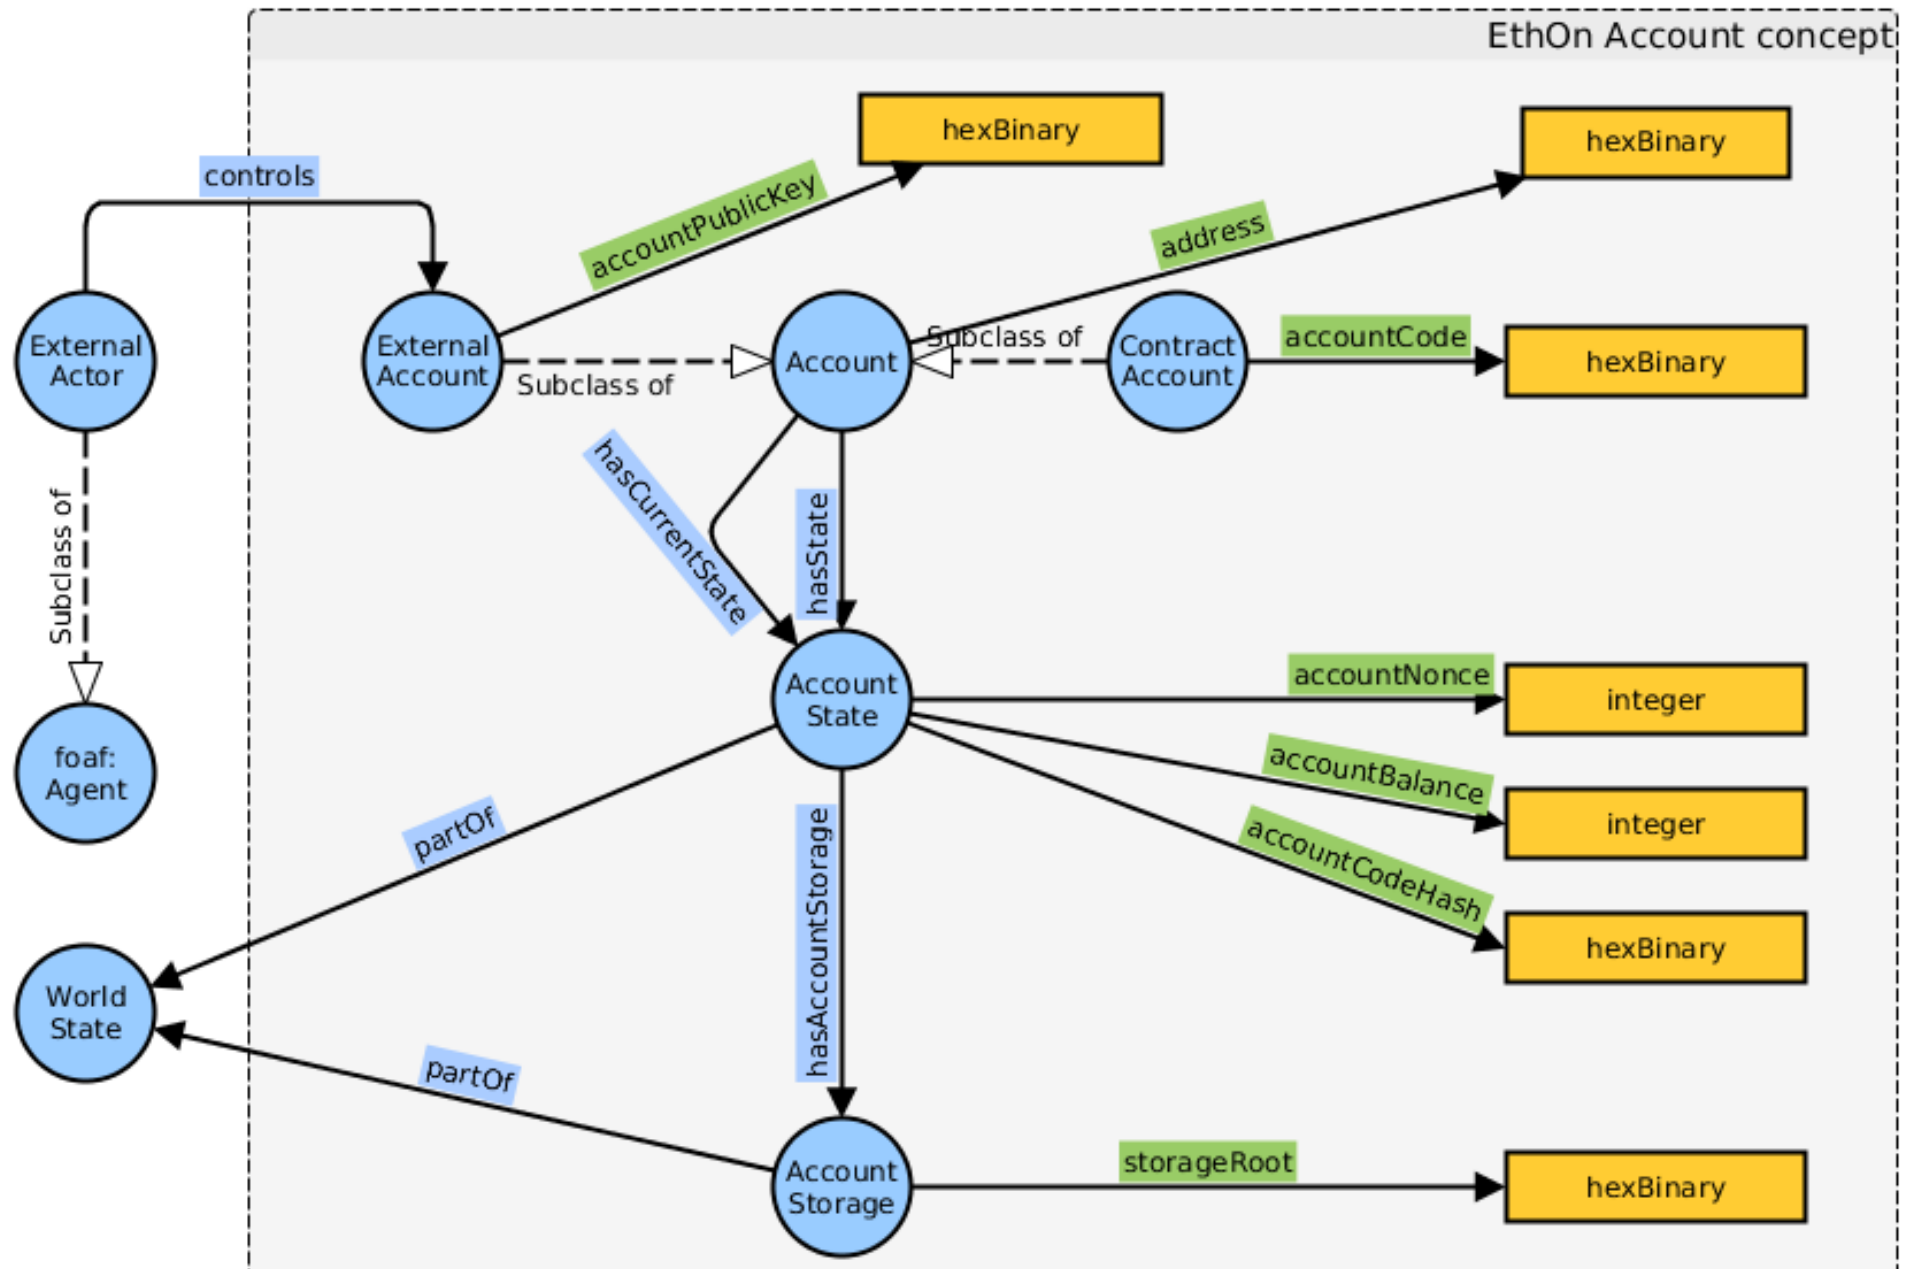 EthOn Account concept
hexBinary
hexBinary
controls
accountPublicKey
address
External
Actor
External
Account
Subclass of
Account
Subclass of
Contract
Account
accountCode
hexBinary
Subclass of
hasCurrentState
hasState
foaf:
Agent
Account
State
accountNonce
integer
accountBalance
integer
accountCodeHash
hexBinary
partOf
hasAccountStorage
World
State
partOf
Account
Storage
storageRoot
hexBinary